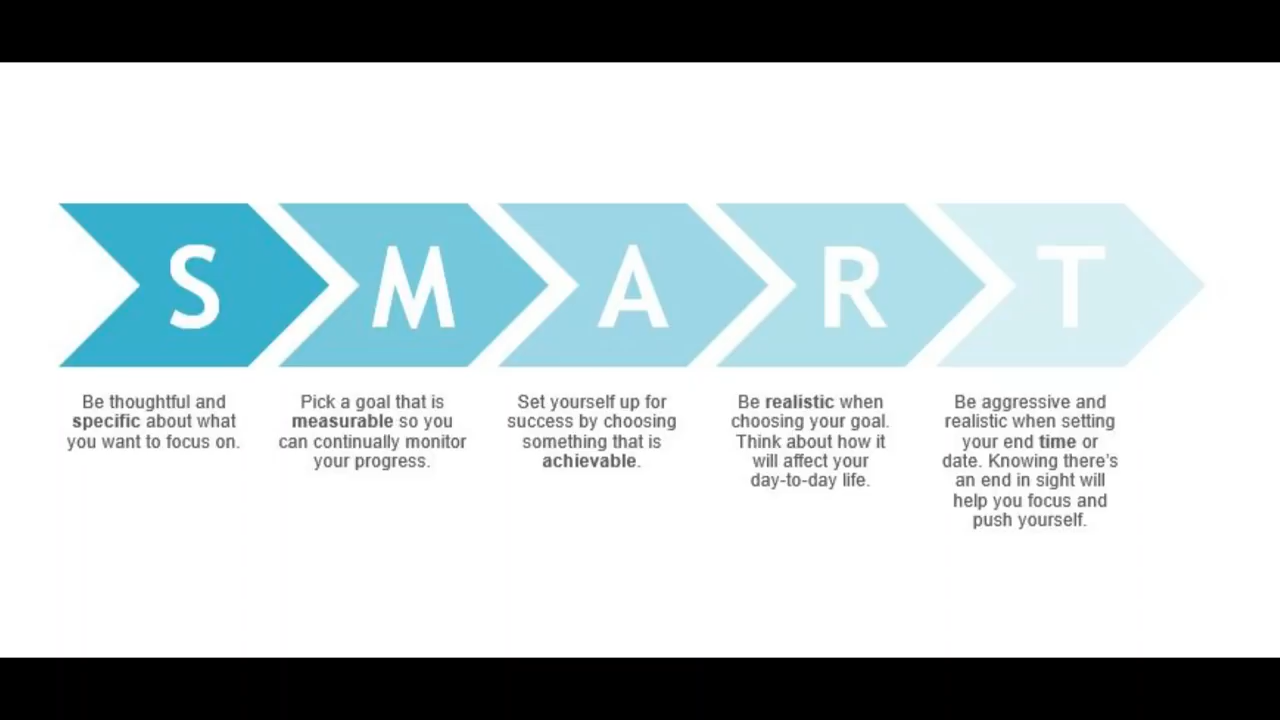 S M A R T
Be thoughtful and
specific about what
you want to focus on.
Pick a goal that is
measurable so you
can continually monitor
your progress.
Set yourself up for
success by choosing
something that is
achievable.
Be realistic when
choosing your goal.
Think about how it
will affect your
day-to-day life.
Be aggressive and
realistic when setting
your end time or
date. Knowing there's
an end in sight will
help you focus and
push yourself.